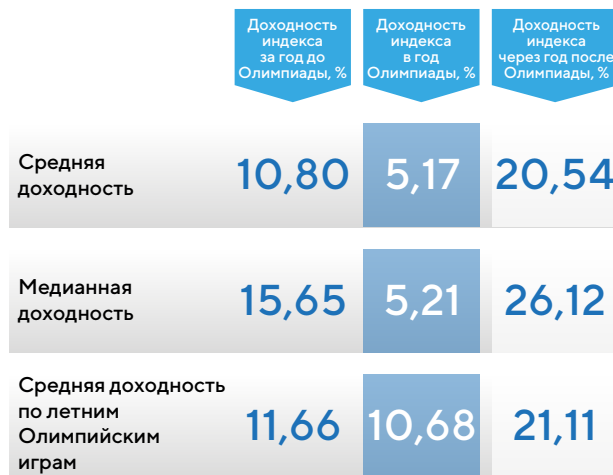 Доходность
индекса
за год до
Олимпиады, %
Доходность
индекса
в год
Олимпиады, %
Доходность
индекса
через год после
Олимпиады, %
Средняя
доходность
10,80
5,17
20,54
Медианная
доходность
15,65
5,21
26,12
Средняя доходность
по летним
Олимпийским
играм
11,66
10,68
21,11